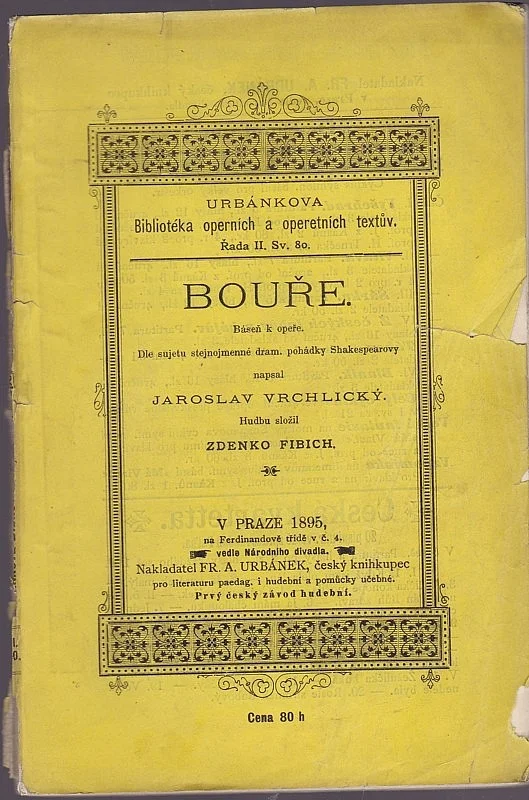 URBÁNKOVA
Bibliotéka operních a operetních textův.
Řada II. Sv. 80.
BOUŘE.
Báseň k opeře.
Dle sujetu stejnojmenné dram. pohádky Shakespearovy
napsal
JAROSLAV VRCHLICKÝ.
Hudbu složil
ZDENKO FIBICH.
V PRAZE 1895,
na Ferdinandově třídě v č. 4.
vedle Národního divadla.
Nakladatel FR. A. URBÁNEK, český knihkupec
pro literaturu paedag. i hudební a pomůcky učebné.
Prvý český závod hudební.
Cena 80 h